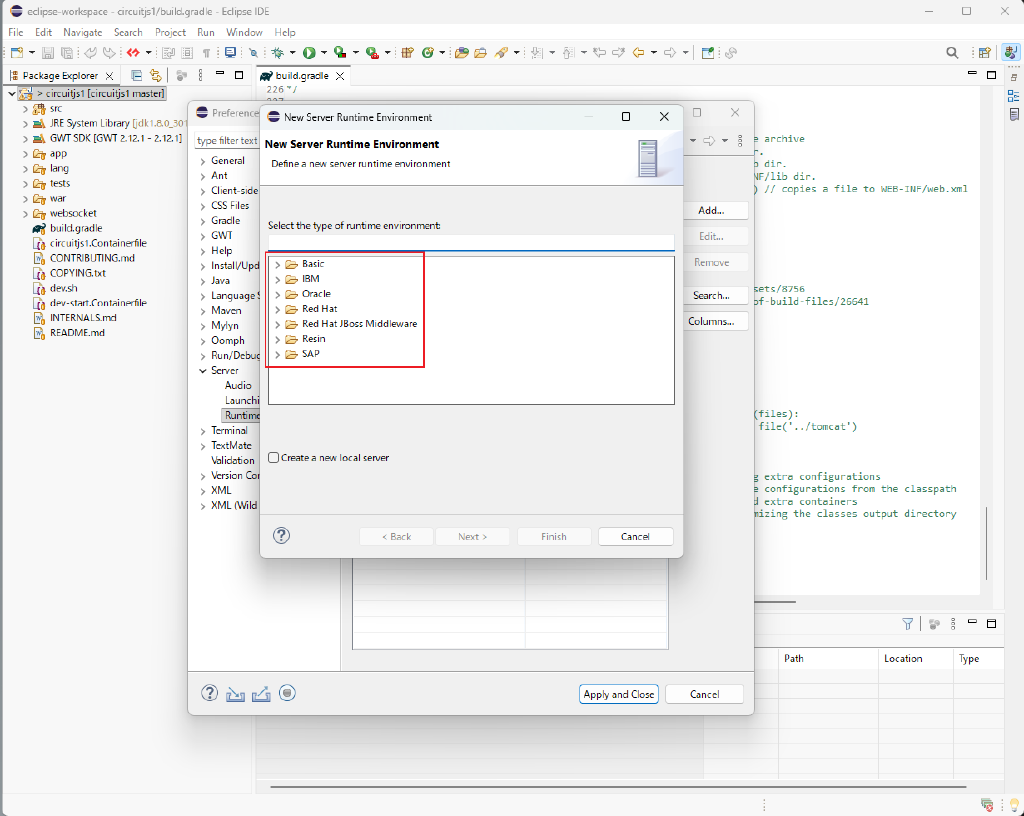 eclipse-workspace - circuitjs1/build.gradle - Eclipse IDE
File Edit Navigate Search Project Run Window Help
Package Explorer
build.gradle
> circuitjs1 [circuitjs1 master]
src
JRE System Library [jdk1.8.0_301
GWT SDK [GWT 2.12.1 - 2.12.1]
app
lang
tests
war
websocket
build.gradle
circuitjs1.Containerfile
CONTRIBUTING.md
COPYING.txt
dev.sh
dev-start.Containerfile
INTERNALS.md
README.md
226 */
227
e archive
r.
b dir.
NF/lib dir.
) // copies a file to WEB-INF/web.xml
sets/8756
of-build-files/26641
(files):
file('../tomcat')
g extra configurations
e configurations from the classpath
d extra containers
mizing the classes output directory
Preference
type filter text
General
Ant
Client-side
CSS Files
Gradle
GWT
Help
Install/Upd
Java
Language S
Maven
Mylyn
Oomph
Run/Debug
Server
Audio
Launchi
Runtime
Terminal
TextMate
Validation
Version Con
XML
XML (Wild
Add...
Edit...
Remove
Search...
Columns...
Apply and Close
Cancel
New Server Runtime Environment
New Server Runtime Environment
Define a new server runtime environment
Select the type of runtime environment:
Basic
IBM
Oracle
Red Hat
Red Hat JBoss Middleware
Resin
SAP
Create a new local server
< Back
Next >
Finish
Cancel
Path
Location
Type